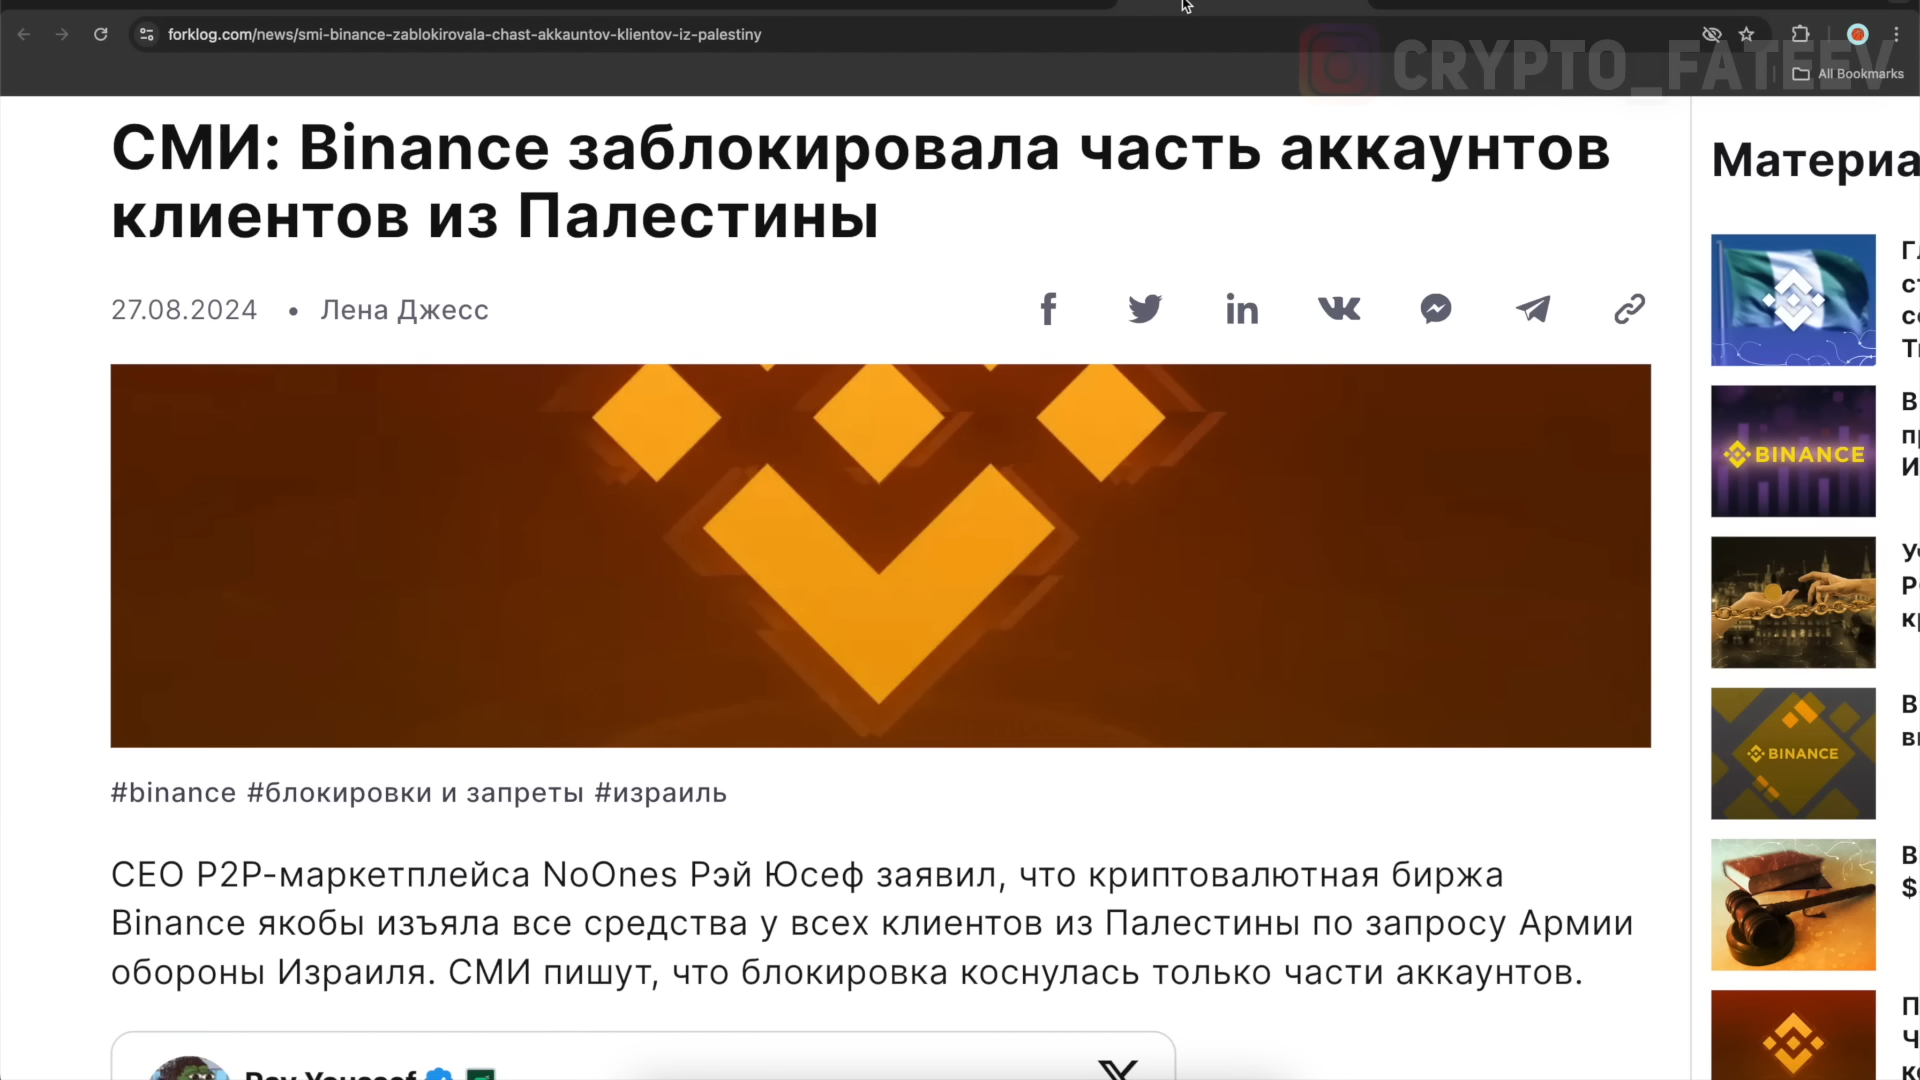 forklog.com/news/smi-binance-zablokirovala-chast-akkauntov-klientov-iz-palestiny
CRYPTO_FATEEV
All Bookmarks
СМИ: Binance заблокировала часть аккаунтов
клиентов из Палестины
27.08.2024 • Лена Джесс
#binance #блокировки и запреты #израиль
CEO P2P-маркетплейса NoOnes Рэй Юсеф заявил, что криптовалютная биржа
Binance якобы изъяла все средства у всех клиентов из Палестины по запросу Армии
обороны Израиля. СМИ пишут, что блокировка коснулась только части аккаунтов.
Ray Youssef
BINANCE
BINANCE